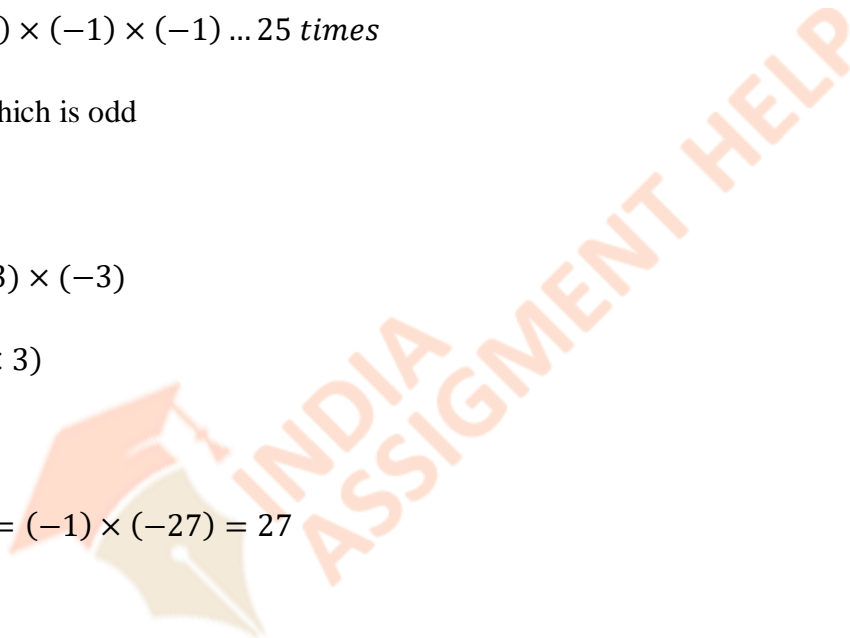 ) × (−1) × (−1) … 25 times
hich is odd
3) × (−3)
3)
= (−1) × (−27) = 27
INDIA
ASSIGMENT HELP